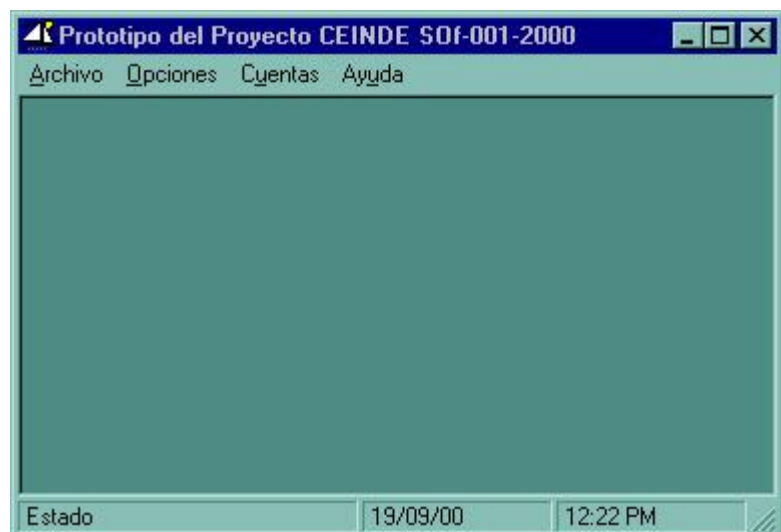 Prototipo del Proyecto CEINDE SOf-001-2000
Archivo Opciones Cuentas Ayuda
Estado 19/09/00 12:22 PM